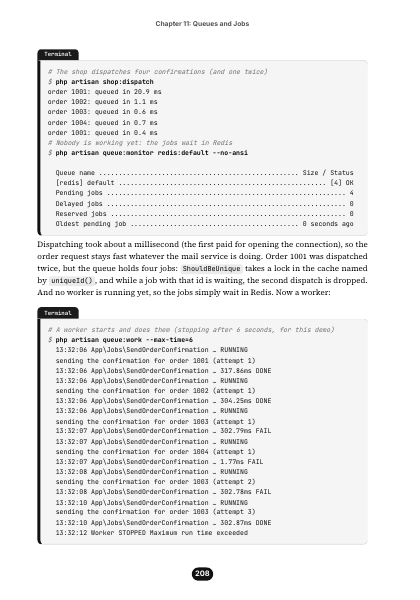 Chapter 11: Queues and Jobs
Terminal
# The shop dispatches four confirmations (and one twice)
$ php artisan shop:dispatch
order 1001: queued in 20.9 ms
order 1002: queued in 1.1 ms
order 1003: queued in 0.6 ms
order 1004: queued in 0.7 ms
order 1001: queued in 0.4 ms
# Nobody is working yet: the jobs wait in Redis
$ php artisan queue:monitor redis:default --no-ansi
Queue name ................................................ Size / Status
[redis] default .................................................. [4] OK
Pending jobs ........................................................... 4
Delayed jobs ........................................................... 0
Reserved jobs .......................................................... 0
Oldest pending job ........................................... 0 seconds ago
Dispatching took about a millisecond (the first paid for opening the connection), so the
order request stays fast whatever the mail service is doing. Order 1001 was dispatched
twice, but the queue holds four jobs: ShouldBeUnique takes a lock in the cache named
by uniqueId(), and while a job with that id is waiting, the second dispatch is dropped.
And no worker is running yet, so the jobs simply wait in Redis. Now a worker:
Terminal
# A worker starts and does them (stopping after 6 seconds, for this demo)
$ php artisan queue:work --max-time=6
13:32:06 App\Jobs\SendOrderConfirmation … RUNNING
sending the confirmation for order 1001 (attempt 1)
13:32:06 App\Jobs\SendOrderConfirmation … 317.86ms DONE
13:32:06 App\Jobs\SendOrderConfirmation … RUNNING
sending the confirmation for order 1002 (attempt 1)
13:32:06 App\Jobs\SendOrderConfirmation … 304.25ms DONE
13:32:06 App\Jobs\SendOrderConfirmation … RUNNING
sending the confirmation for order 1003 (attempt 1)
13:32:07 App\Jobs\SendOrderConfirmation … 302.79ms FAIL
13:32:07 App\Jobs\SendOrderConfirmation … RUNNING
sending the confirmation for order 1004 (attempt 1)
13:32:07 App\Jobs\SendOrderConfirmation … 1.77ms FAIL
13:32:08 App\Jobs\SendOrderConfirmation … RUNNING
sending the confirmation for order 1003 (attempt 2)
13:32:08 App\Jobs\SendOrderConfirmation … 302.78ms FAIL
13:32:10 App\Jobs\SendOrderConfirmation … RUNNING
sending the confirmation for order 1003 (attempt 3)
13:32:10 App\Jobs\SendOrderConfirmation … 302.87ms DONE
13:32:12 Worker STOPPED Maximum run time exceeded
208